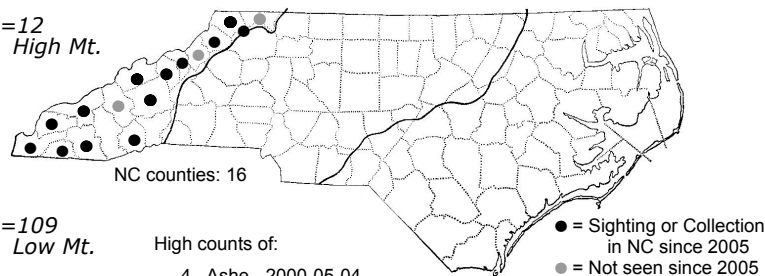 =12
High Mt.
NC counties: 16
=109
Low Mt.
High counts of:
4 - Ashe - 2000-05-04
● = Sighting or Collection
in NC since 2005
● = Not seen since 2005